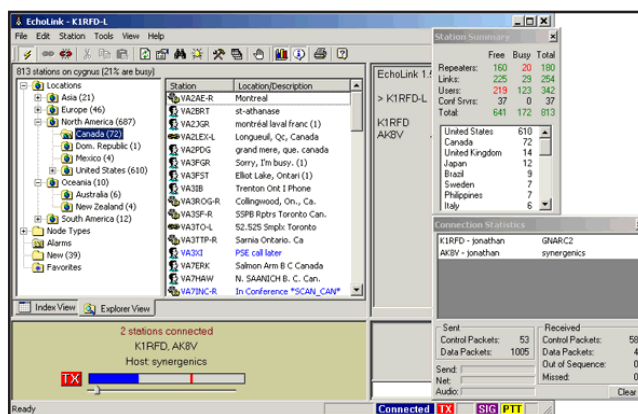 EchoLink - K1RFD-L
File Edit Station Tools View Help
813 stations on cygnus (21% are busy)
Locations
Asia (21)
Europe (46)
North America (687)
Canada (72)
Dom. Republic (1)
Mexico (4)
United States (610)
Oceania (10)
Australia (6)
New Zealand (4)
South America (12)
Node Types
Alarms
New (39)
Favorites
Index View Explorer View
Station Location/Description
VA2AE-R Montreal
VA2BRT st-athanase
VA2JGR montréal laval franc (1)
VA2LEX-L Longueuil, Qc, Canada
VA2PDG grand mere, que. canada
VA3FGR Sorry, I'm busy. (1)
VA3FST Elliot Lake, Ontari (1)
VA3IB Trenton Ont I Phone
VA3ROG-R Collingwood, On., Ca.
VA3SF-R SSPB Rptrs Toronto Can.
VA3TO-L 52.525 Smplx Toronto
VA3TTP-R Sarnia Ontario. Ca
VA3XI PSE call later
VA7ERK Salmon Arm B C Canada
VA7HAW N. SAANICH B. C. Can.
VA7INC-R In Conference *SCAN_CAN*
EchoLink 1.
> K1RFD-L
K1RFD
AK8V
Station Summary
Free Busy Total
Repeaters: 160 20 180
Links: 225 29 254
Users: 219 123 342
Conf Srvrs: 37 0 37
Total: 641 172 813
United States 610
Canada 72
United Kingdom 14
Japan 12
Brazil 9
Sweden 7
Philippines 7
Italy 6
Connection Statistics
K1RFD - jonathan GNARC2
AK8V - jonathan synergenics
Sent
Control Packets: 53
Data Packets: 1005
Received
Control Packets: 58
Data Packets: 4
Out of Sequence: 0
Missed: 0
Send:
Net:
Audio:
Clear
2 stations connected
K1RFD, AK8V
Host: synergenics
TX
Ready
Connected TX SIG PTT